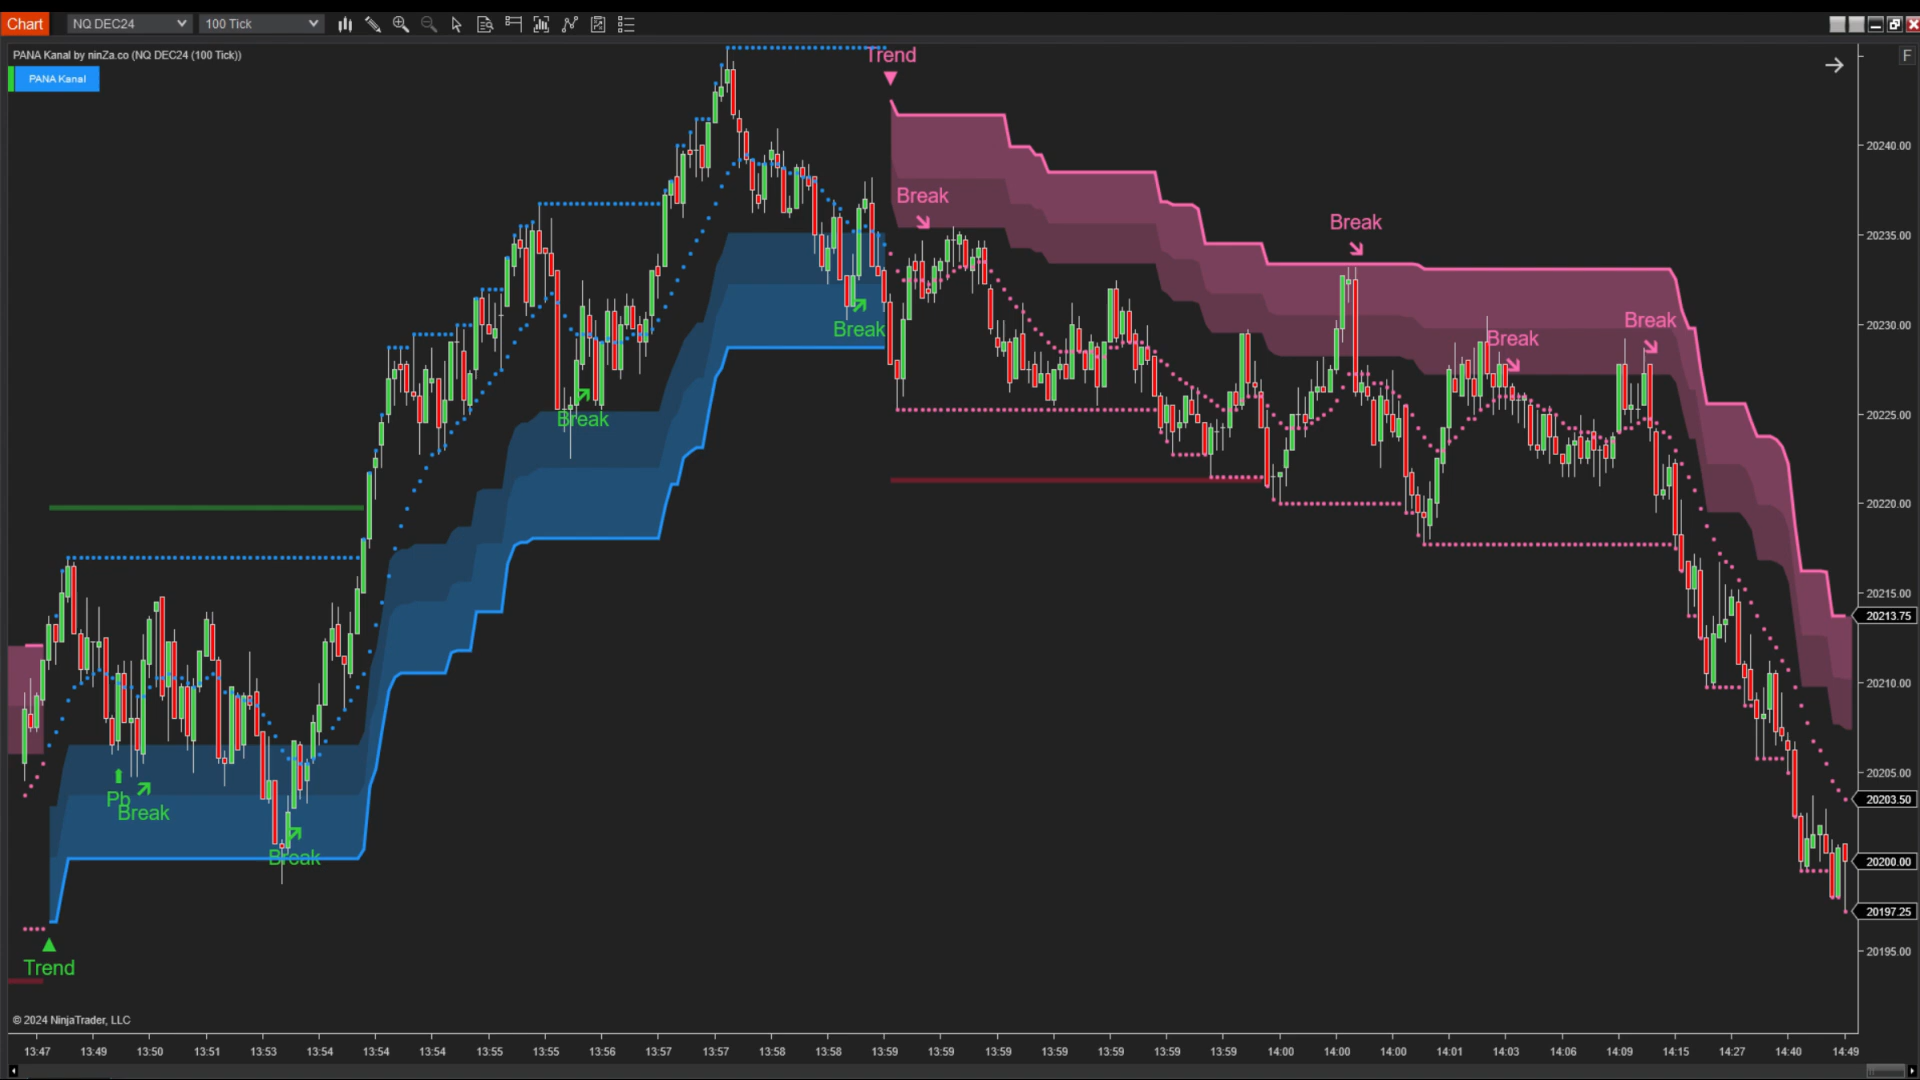 Chart
NQ DEC24
100 Tick
PANA Kanal by ninZa.co (NQ DEC24 (100 Tick))
PANA Kanal
F
Trend
Break
Break
Break
Break
Break
Break
Pb
Break
Break
Trend
20240.00
20235.00
20230.00
20225.00
20220.00
20215.00
20213.75
20210.00
20205.00
20203.50
20200.00
20197.25
20195.00
© 2024 NinjaTrader, LLC
13:47 13:49 13:50 13:51 13:53 13:54 13:54 13:54 13:55 13:55 13:56 13:57 13:57 13:58 13:58 13:59 13:59 13:59 13:59 13:59 13:59 13:59 14:00 14:00 14:00 14:01 14:03 14:06 14:09 14:15 14:27 14:40 14:49